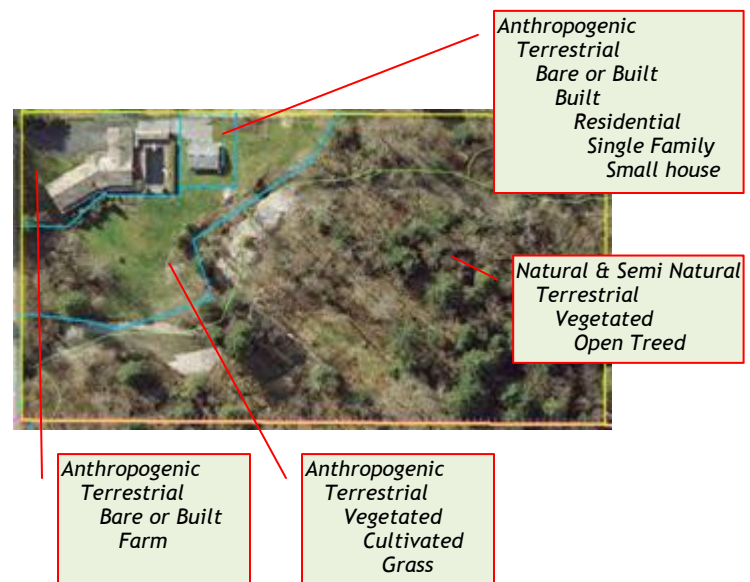 Anthropogenic
Terrestrial
Bare or Built
Built
Residential
Single Family
Small house
Natural & Semi Natural
Terrestrial
Vegetated
Open Treed
Anthropogenic
Terrestrial
Bare or Built
Farm
Anthropogenic
Terrestrial
Vegetated
Cultivated
Grass